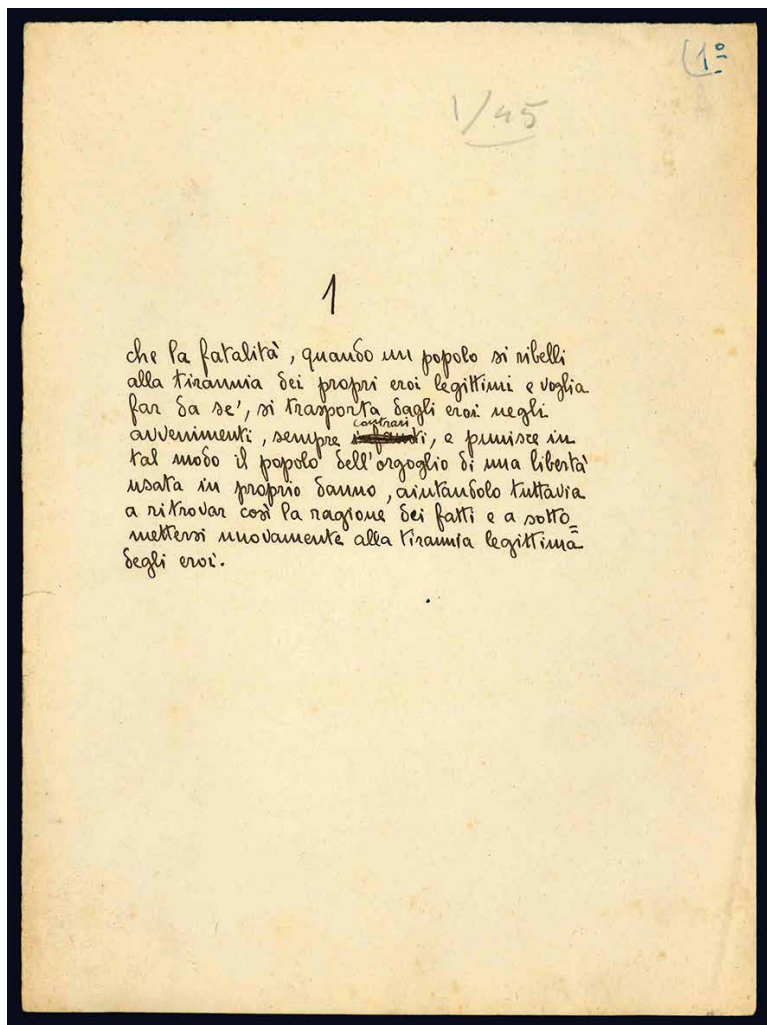 (1º
1/45
1
che la fatalità, quando un popolo si ribelli
alla tirannia dei propri eroi legittimi e voglia
far da se', si trasporta dagli eroi negli
contrari
avvenimenti, sempre, e punisce in
tal modo il popolo dell'orgoglio di una libertà
usata in proprio danno, aiutandolo tuttavia
a ritrovar così la ragione dei fatti e a sotto=
mettersi nuovamente alla tirannia legittima
degli eroi.